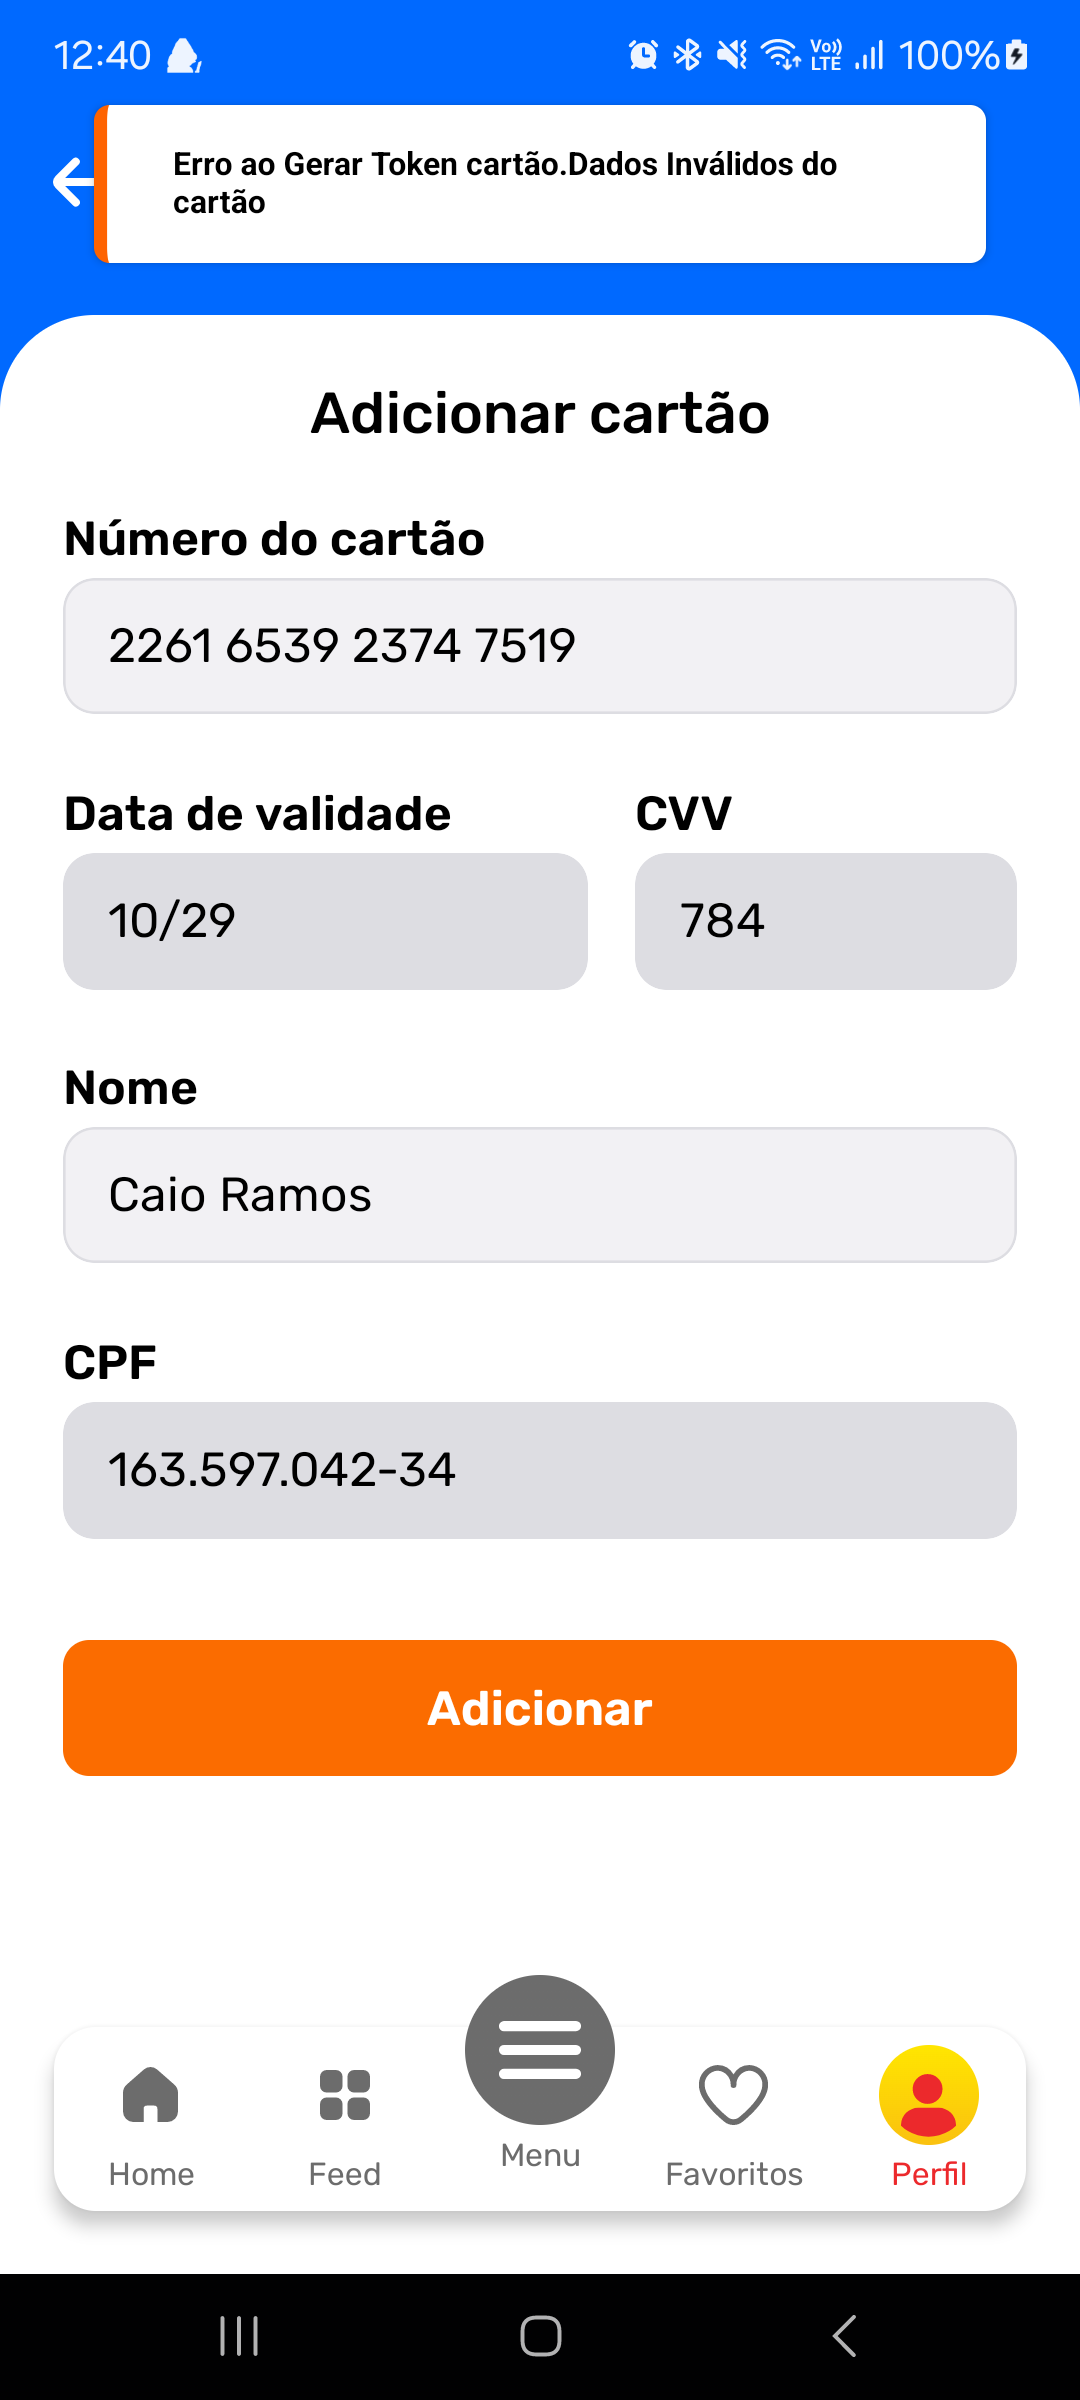 12:40
Vo)) LTE
100%
Erro ao Gerar Token cartão.Dados Inválidos do
cartão
Adicionar cartão
Número do cartão
2261 6539 2374 7519
Data de validade
CVV
10/29
784
Nome
Caio Ramos
CPF
163.597.042-34
Adicionar
Home
Feed
Menu
Favoritos
Perfil